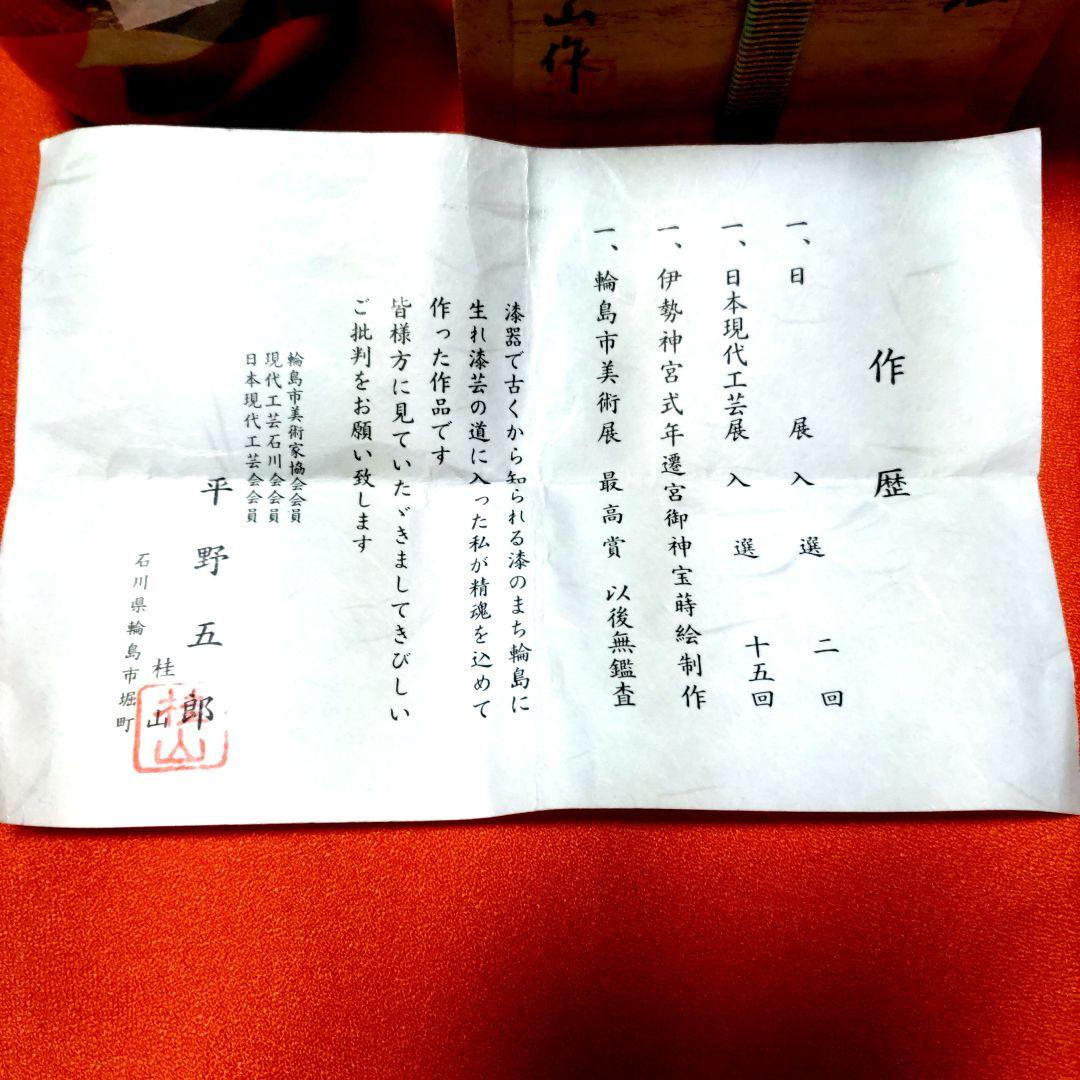 山作
作歴
一、日展入選 二回
一、日本現代工芸展 入選 十五回
一、伊勢神宮式年遷宮御神宝蒔絵制作
一、輪島市美術展 最高賞 以後無鑑査
漆器で古くから知られる漆のまち輪島に
生れ漆芸の道に入った私が精魂を込めて
作った作品です
皆様方に見ていたゞきましてきびしい
ご批判をお願い致します
輪島市美術家協会会員
現代工芸石川会会員
日本現代工芸会会員
平野五郎
桂山
桂山
石川県輪島市堀町